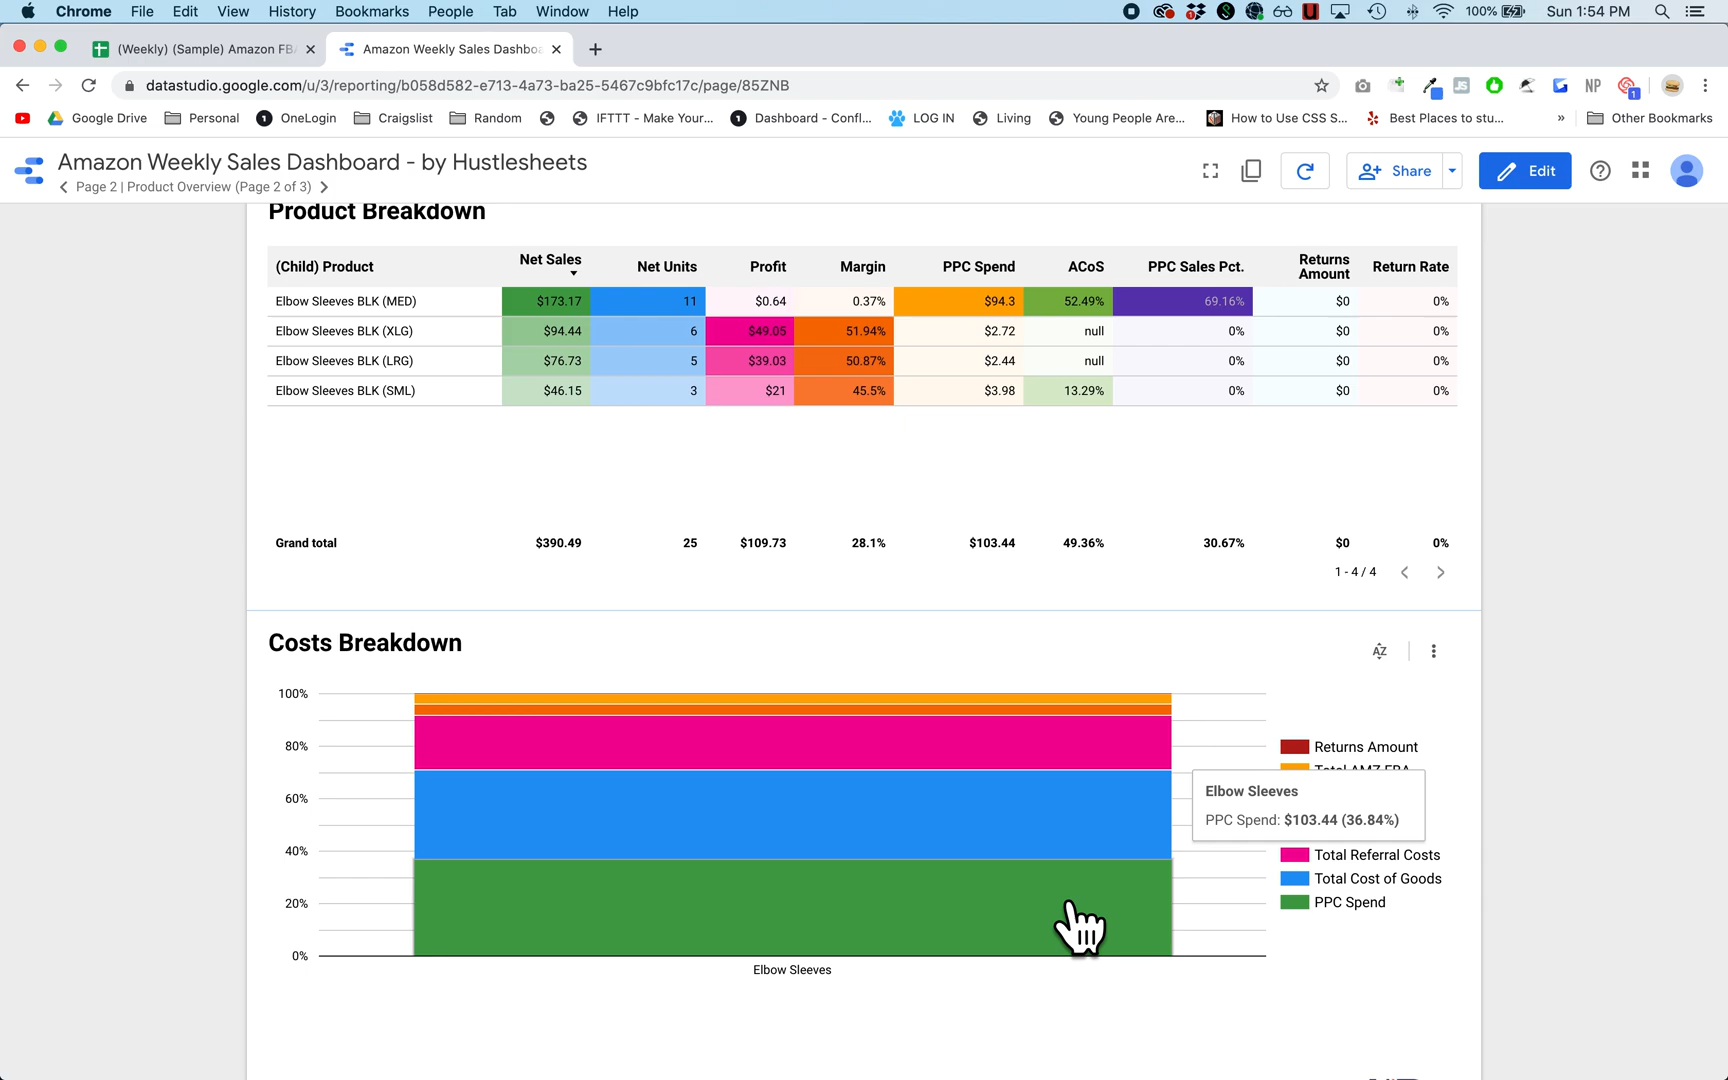 Chrome File Edit View History Bookmarks People Tab Window Help 100% Sun 1:54 PM
(Weekly) (Sample) Amazon FB Amazon Weekly Sales Dashbo
datastudio.google.com/u/3/reporting/b058d582-e713-4a73-ba25-5467c9bfc17c/page/85ZNB JS NP 1
Google Drive Personal 1 OneLogin Craigslist Random IFTTT - Make Your... 1 Dashboard - Confl... LOG IN Living Young People Are... How to Use CSS S... Best Places to stu... » Other Bookmarks
Amazon Weekly Sales Dashboard - by Hustlesheets
Page 2 | Product Overview (Page 2 of 3)
Share Edit
Product Breakdown
(Child) Product Net Sales Net Units Profit Margin PPC Spend ACoS PPC Sales Pct. Returns Amount Return Rate
Elbow Sleeves BLK (MED) $173.17 11 $0.64 0.37% $94.3 52.49% 69.16% $0 0%
Elbow Sleeves BLK (XLG) $94.44 6 $49.05 51.94% $2.72 null 0% $0 0%
Elbow Sleeves BLK (LRG) $76.73 5 $39.03 50.87% $2.44 null 0% $0 0%
Elbow Sleeves BLK (SML) $46.15 3 $21 45.5% $3.98 13.29% 0% $0 0%
Grand total $390.49 25 $109.73 28.1% $103.44 49.36% 30.67% $0 0%
1 - 4 / 4
Costs Breakdown
AZ
100%
80%
60%
40%
20%
0%
Elbow Sleeves
Returns Amount
Total AMZ FBA
Elbow Sleeves
PPC Spend: $103.44 (36.84%)
Total Referral Costs
Total Cost of Goods
PPC Spend